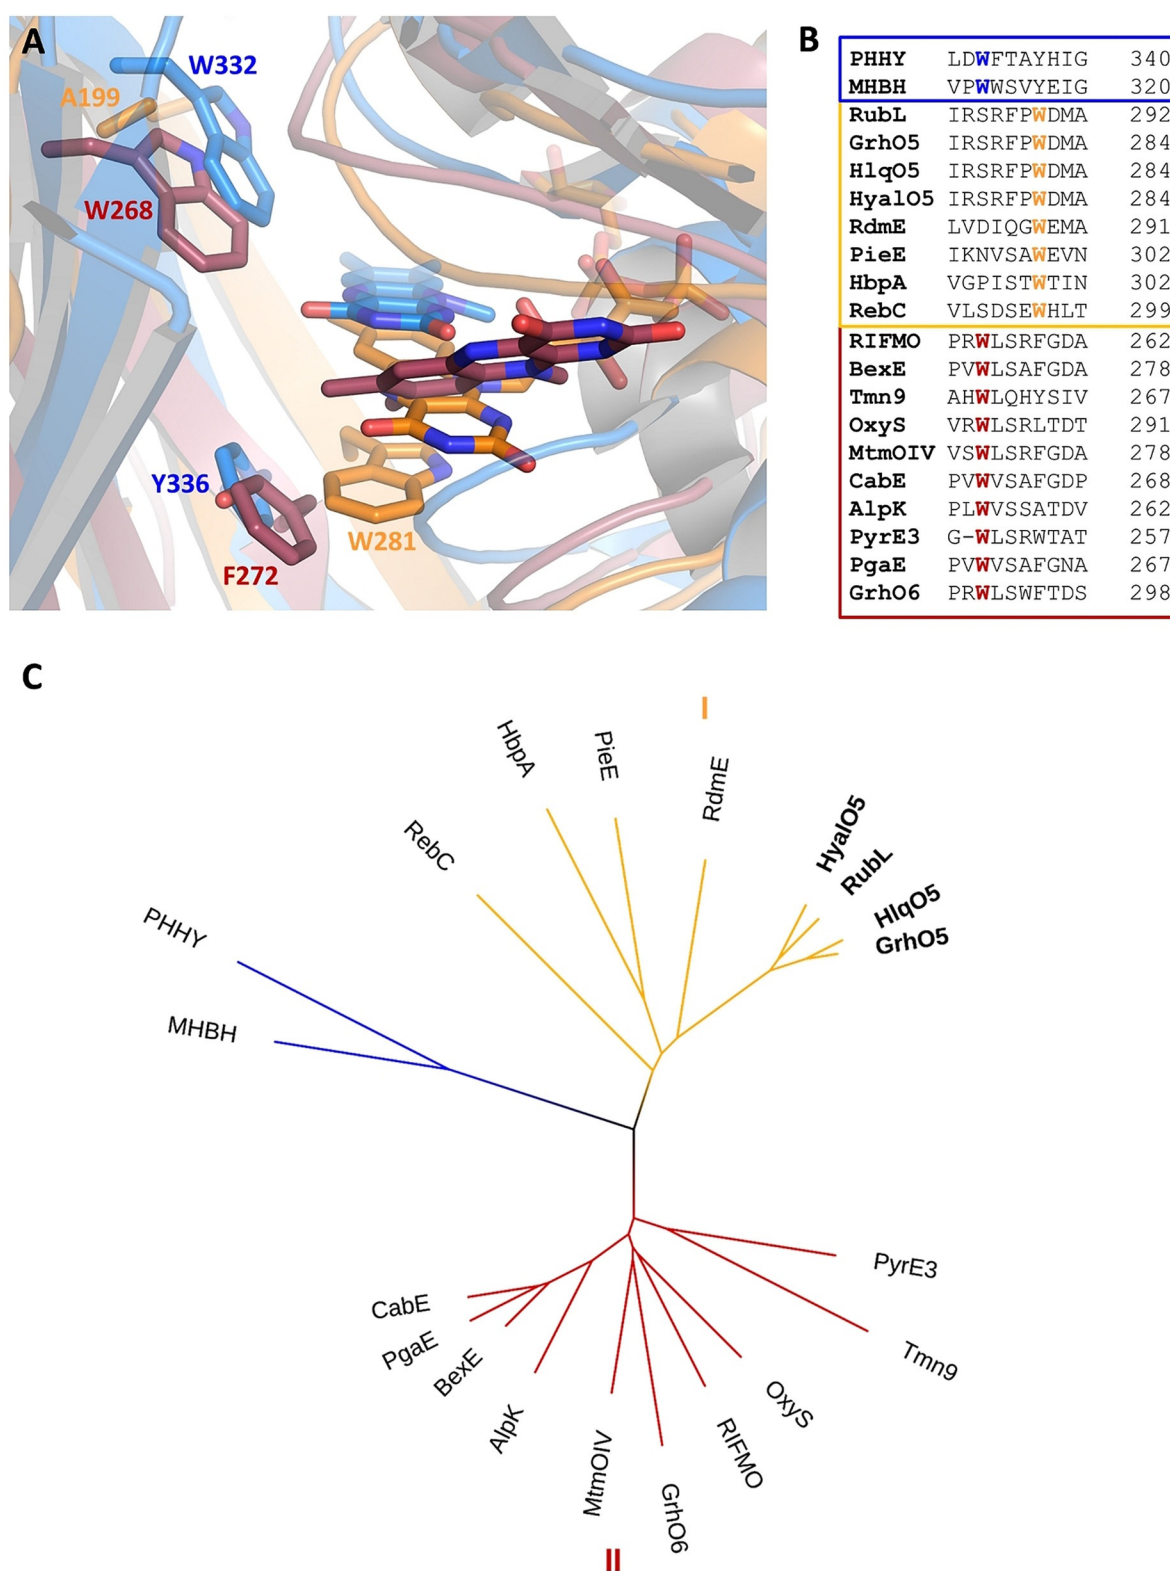 A
W332
A199
W268
Y336
F272
W281
B
PHHY LDWFTAYHIG 340
MHBH VPWWSVYEIG 320
RubL IRSRFPWDMA 292
GrhO5 IRSRFPWDMA 284
HlqO5 IRSRFPWDMA 284
HyalO5 IRSRFPWDMA 284
RdmE LVDIQGWEMA 291
PieE IKNVSAWEVN 302
HbpA VGPISTWTIN 302
RebC VLSDSEWHLT 299
RIFMO PRWLSRFGDA 262
BexE PVWLSAFGDA 278
Tmn9 AHWLQHYSIV 267
OxyS VRWLSRLTDT 291
MtmOIV VSWLSRFGDA 278
CabE PVWVSAFGDP 268
AlpK PLWVSSATDV 262
PyrE3 G-WLSRWTAT 257
PgaE PVWVSAFGNA 267
GrhO6 PRWLSWFTDS 298
C
I
HbpA
PieE
RdmE
HyalO5
RubL
RebC
HlqO5
GrhO5
PHHY
MHBH
PyrE3
CabE
PgaE
BexE
Tmn9
AlpK
OxyS
RIFMO
MtmOIV
GrhO6
II